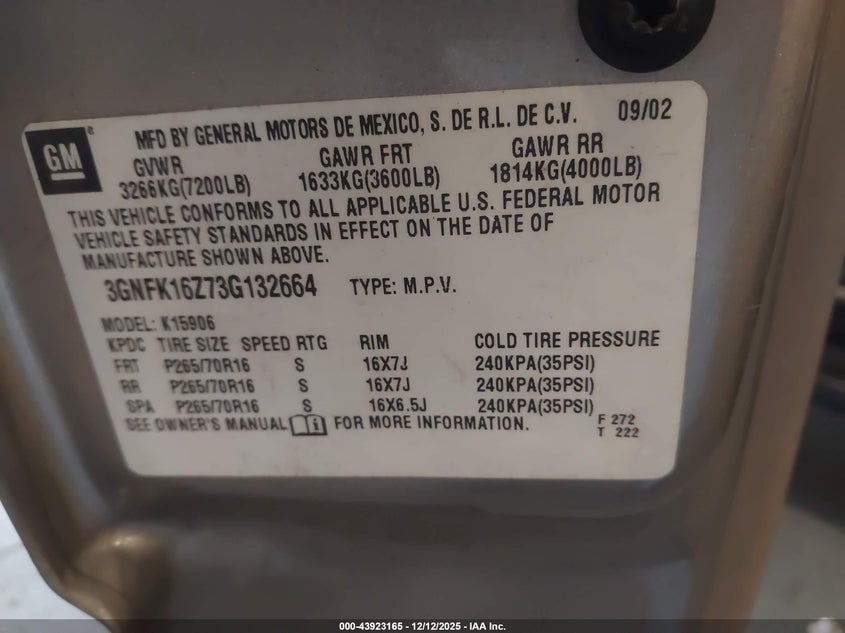 GM ®
MFD BY GENERAL MOTORS DE MEXICO, S. DE R.L. DE C.V. 09/02
GVWR GAWR FRT GAWR RR
3266KG(7200LB) 1633KG(3600LB) 1814KG(4000LB)
THIS VEHICLE CONFORMS TO ALL APPLICABLE U.S. FEDERAL MOTOR
VEHICLE SAFETY STANDARDS IN EFFECT ON THE DATE OF
MANUFACTURE SHOWN ABOVE.
3GNFK16Z73G132664 TYPE: M.P.V.
MODEL: K15906
KPDC TIRE SIZE SPEED RTG RIM COLD TIRE PRESSURE
FRT P265/70R16 S 16X7J 240KPA(35PSI)
RR P265/70R16 S 16X7J 240KPA(35PSI)
SPA P265/70R16 S 16X6.5J 240KPA(35PSI)
SEE OWNER'S MANUAL i FOR MORE INFORMATION. F 272
T 222
000-43923165 - 12/12/2025 - IAA Inc.